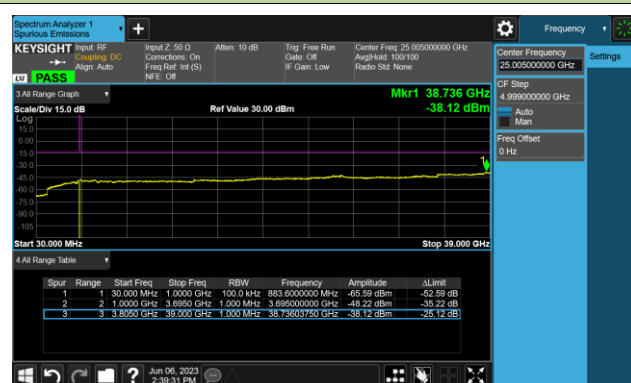 Spectrum Analyzer 1
Spurious Emissions
Frequency
KEYSIGHT
Input: RF
Coupling: DC
Align: Auto
Input Z: 50 Ω
Corrections: On
Freq Ref: Int (S)
NFE: Off
Atten: 10 dB
Trig: Free Run
Gate: Off
IF Gain: Low
Center Freq: 25.005000000 GHz
Avg|Hold: 100/100
Radio Std: None
LXI PASS
Center Frequency
25.005000000 GHz
Settings
CF Step
4.999000000 GHz
Auto
Man
Freq Offset
0 Hz
3 All Range Graph
Mkr1 38.736 GHz
-38.12 dBm
Scale/Div 15.0 dB
Ref Value 30.00 dBm
Log
15.0
0.00
-15.0
-30.0
-45.0
-60.0
-75.0
-90.0
-105
1
Start 30.000 MHz
Stop 39.000 GHz
4 All Range Table
Spur Range Start Freq Stop Freq RBW Frequency Amplitude ΔLimit
1 1 30.000 MHz 1.0000 GHz 100.0 kHz 883.6000000 MHz -65.59 dBm -52.59 dB
2 2 1.0000 GHz 3.6950 GHz 1.000 MHz 3.695000000 GHz -48.22 dBm -35.22 dB
3 3 3.8050 GHz 39.000 GHz 1.000 MHz 38.73603750 GHz -38.12 dBm -25.12 dB
?
Jun 06, 2023
2:39:31 PM